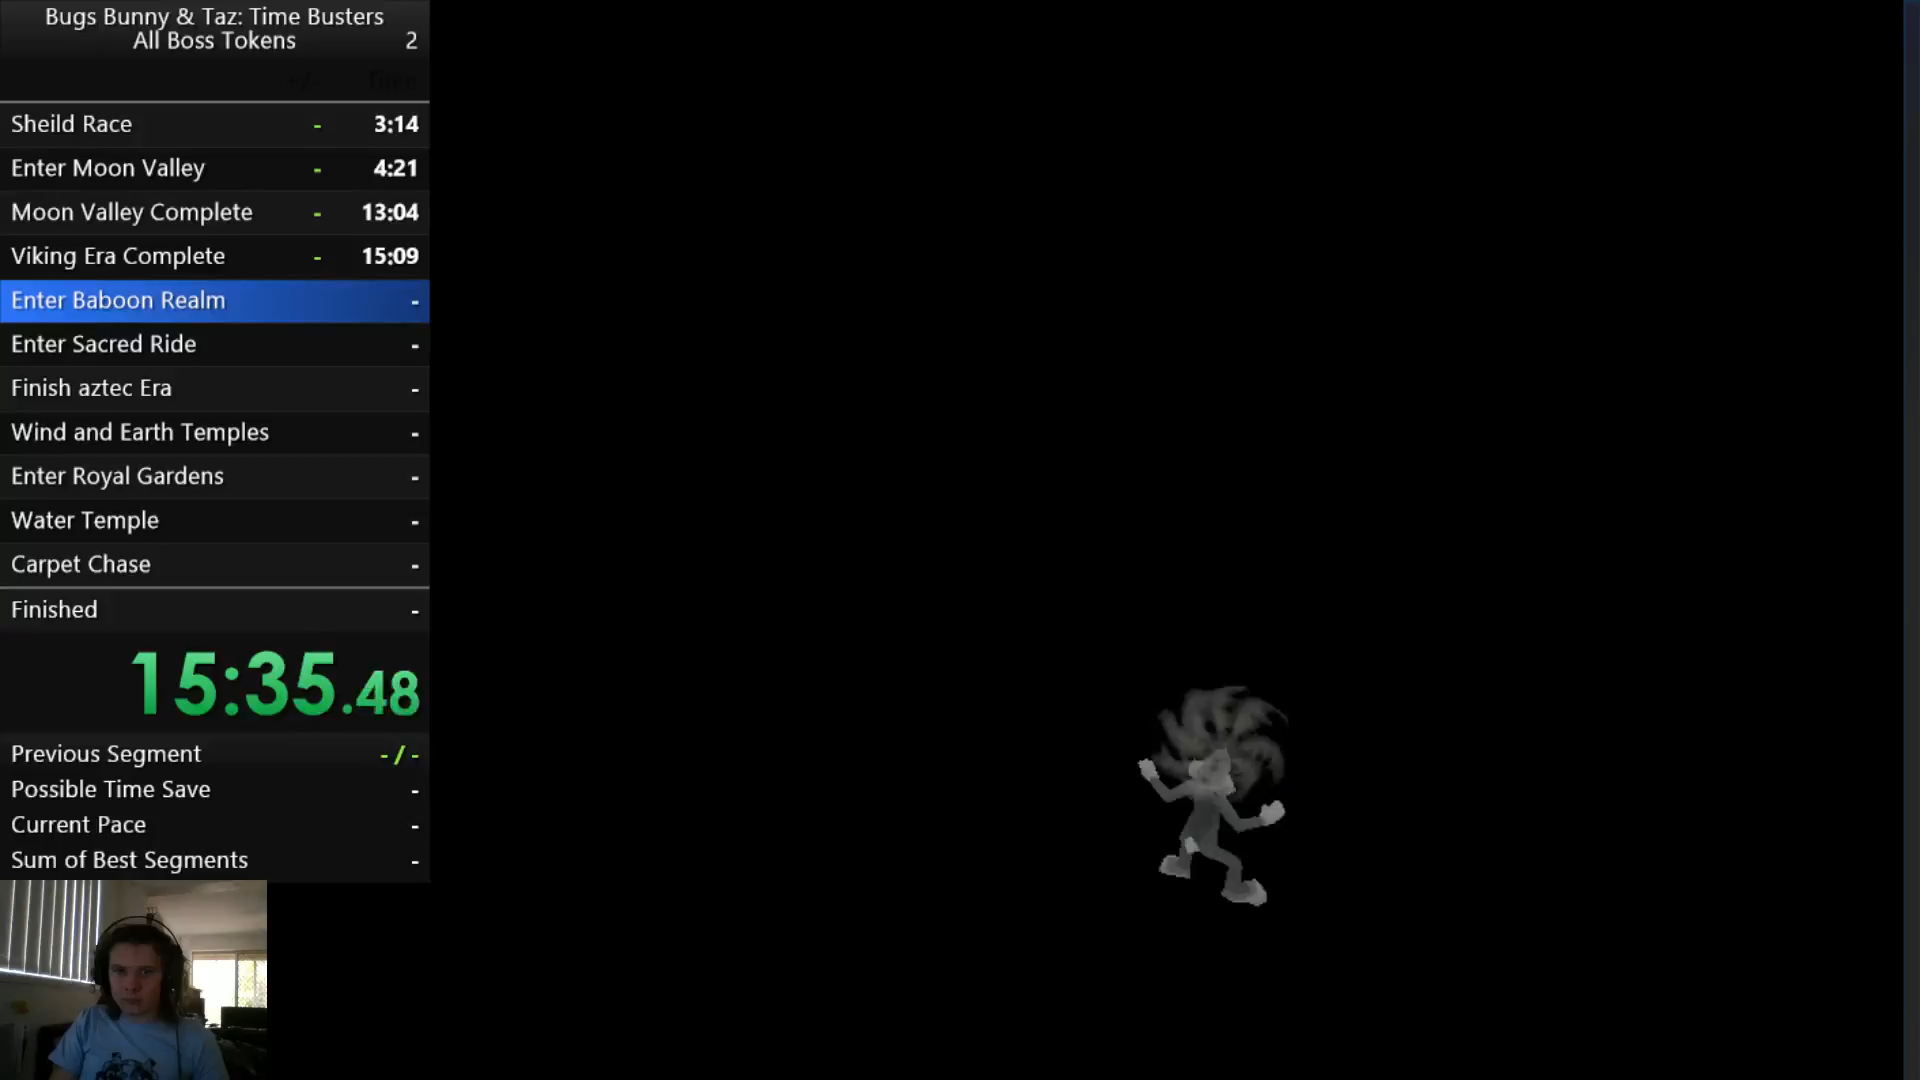 Bugs Bunny & Taz: Time Busters
All Boss Tokens 2
+/- Time
Sheild Race - 3:14
Enter Moon Valley - 4:21
Moon Valley Complete - 13:04
Viking Era Complete - 15:09
Enter Baboon Realm -
Enter Sacred Ride -
Finish aztec Era -
Wind and Earth Temples -
Enter Royal Gardens -
Water Temple -
Carpet Chase -
Finished -
15:35.48
Previous Segment - / -
Possible Time Save -
Current Pace -
Sum of Best Segments -